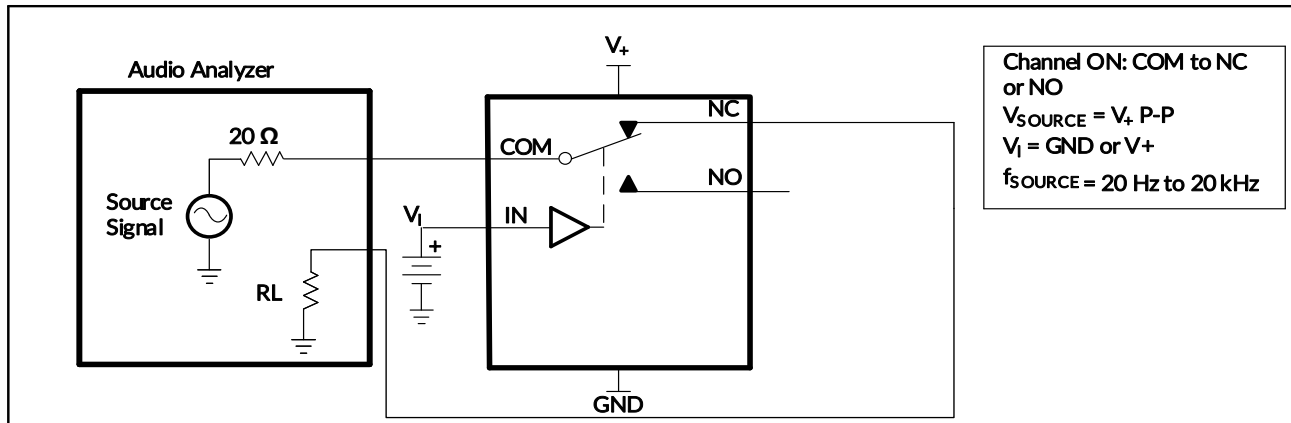 Audio Analyzer
20 Ω
Source
Signal
RL
V+
NC
COM
NO
VI
IN
+
GND
Channel ON: COM to NC
or NO
VSOURCE = V+ P-P
VI = GND or V+
fSOURCE = 20 Hz to 20 kHz